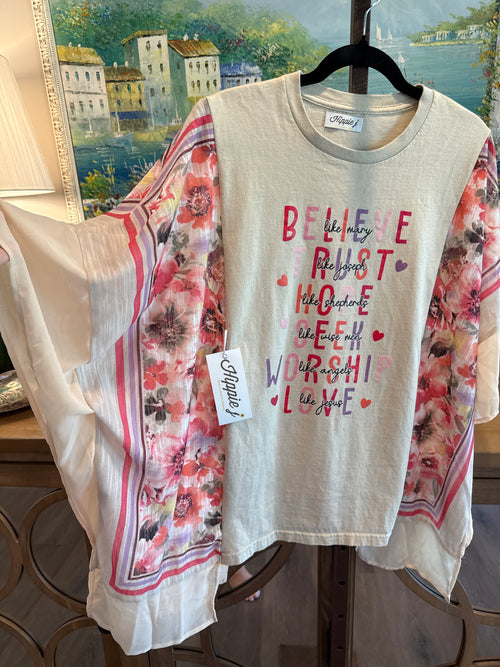 Hippie J
BELIEVE
like mary
TRUST
like joseph
HOPE
like shepherds
SEEK
like wise men
WORSHIP
like angels
LOVE
like jesus
Hippie J